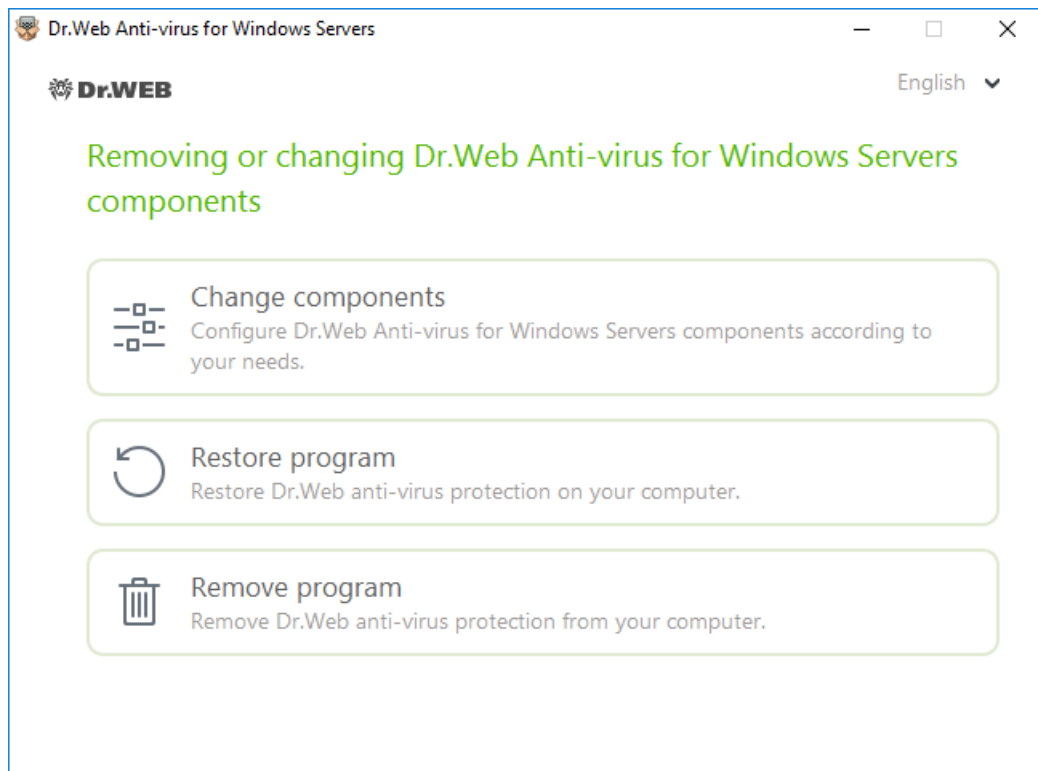 Dr.Web Anti-virus for Windows Servers
Dr.WEB
English
Removing or changing Dr.Web Anti-virus for Windows Servers
components
Change components
Configure Dr.Web Anti-virus for Windows Servers components according to
your needs.
Restore program
Restore Dr.Web anti-virus protection on your computer.
Remove program
Remove Dr.Web anti-virus protection from your computer.